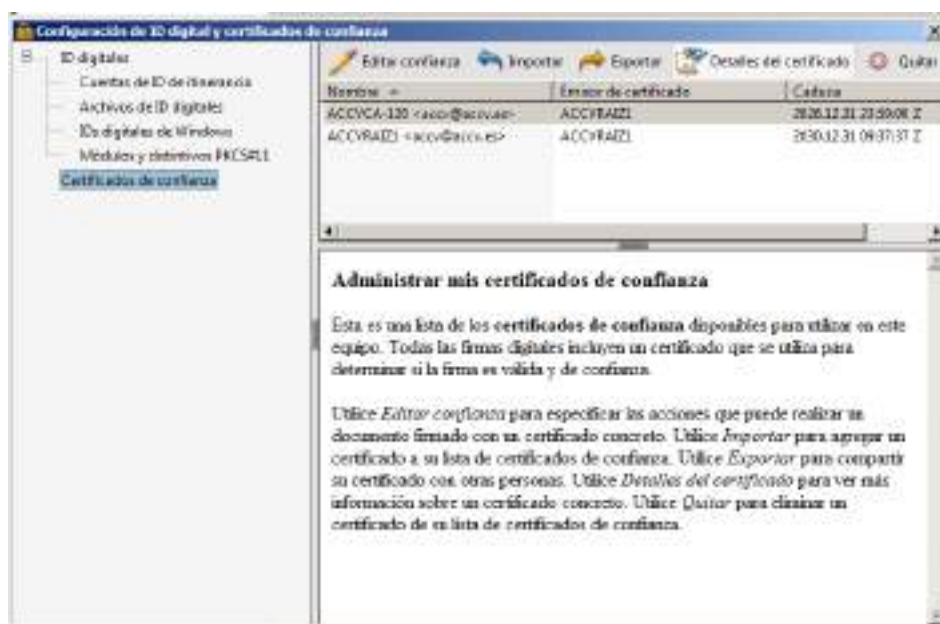 Configuración de ID digital y certificados de confianza
ID digitales
Cuentas de ID de itinerancia
Archivos de ID digitales
IDs digitales de Windows
Módulos y distintivos PKCS#11
Certificados de confianza
Editar confianza Importar Exportar Detalles del certificado Quitar
Nombre Emisor de certificado Caduca
ACCVCA-120 <accv@accv.es> ACCVRAIZ1 2026.12.31 Z
ACCVRAIZ1 <accv@accv.es> ACCVRAIZ1 2030.12.31 09:37:37 Z
Administrar mis certificados de confianza
Esta es una lista de los certificados de confianza disponibles para utilizar en este
equipo. Todas las firmas digitales incluyen un certificado que se utiliza para
determinar si la firma es válida y de confianza.
Utilice Editar confianza para especificar las acciones que puede realizar un
documento firmado con un certificado concreto. Utilice Importar para agregar un
certificado a su lista de certificados de confianza. Utilice Exportar para compartir
su certificado con otras personas. Utilice Detalles del certificado para ver más
información sobre un certificado concreto. Utilice Quitar para eliminar un
certificado de su lista de certificados de confianza.